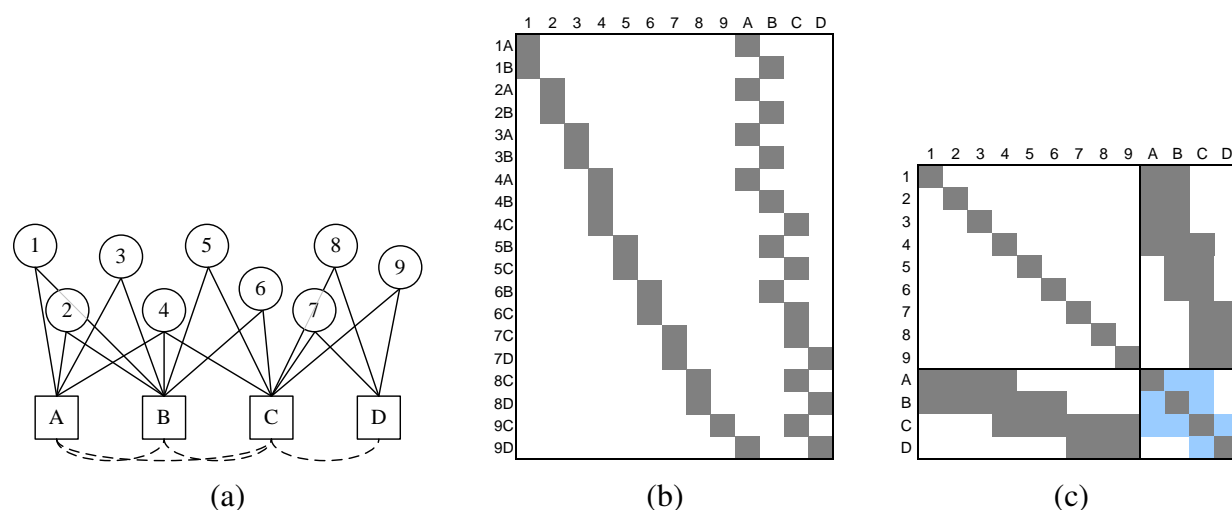 1 2 3 4 5 6 7 8 9 A B C D
1A
1B
2A
2B
3A
3B
4A
4B
4C
5B
5C
6B
6C
7C
7D
8C
8D
9C
9D
1 2 3 4 5 6 7 8 9 A B C D
1
2
3
4
5
6
7
8
9
A
B
C
D
1 3 5 8 9
2 4 6 7
A B C D
(a) (b) (c)